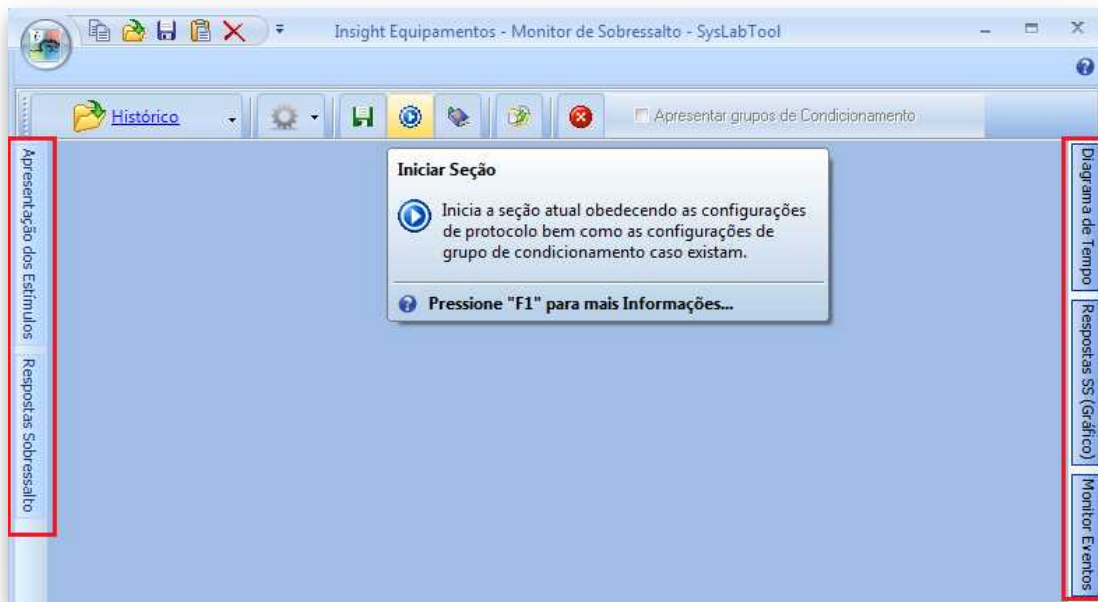 Insight Equipamentos - Monitor de Sobressalto - SysLabTool
Histórico
Apresentar grupos de Condicionamento
Apresentação dos Estímulos
Respostas Sobressalto
Iniciar Seção
Inicia a seção atual obedecendo as configurações
de protocolo bem como as configurações de
grupo de condicionamento caso existam.
Pressione "F1" para mais Informações...
Diagrama de Tempo
Respostas SS (Gráfico)
Monitor Eventos